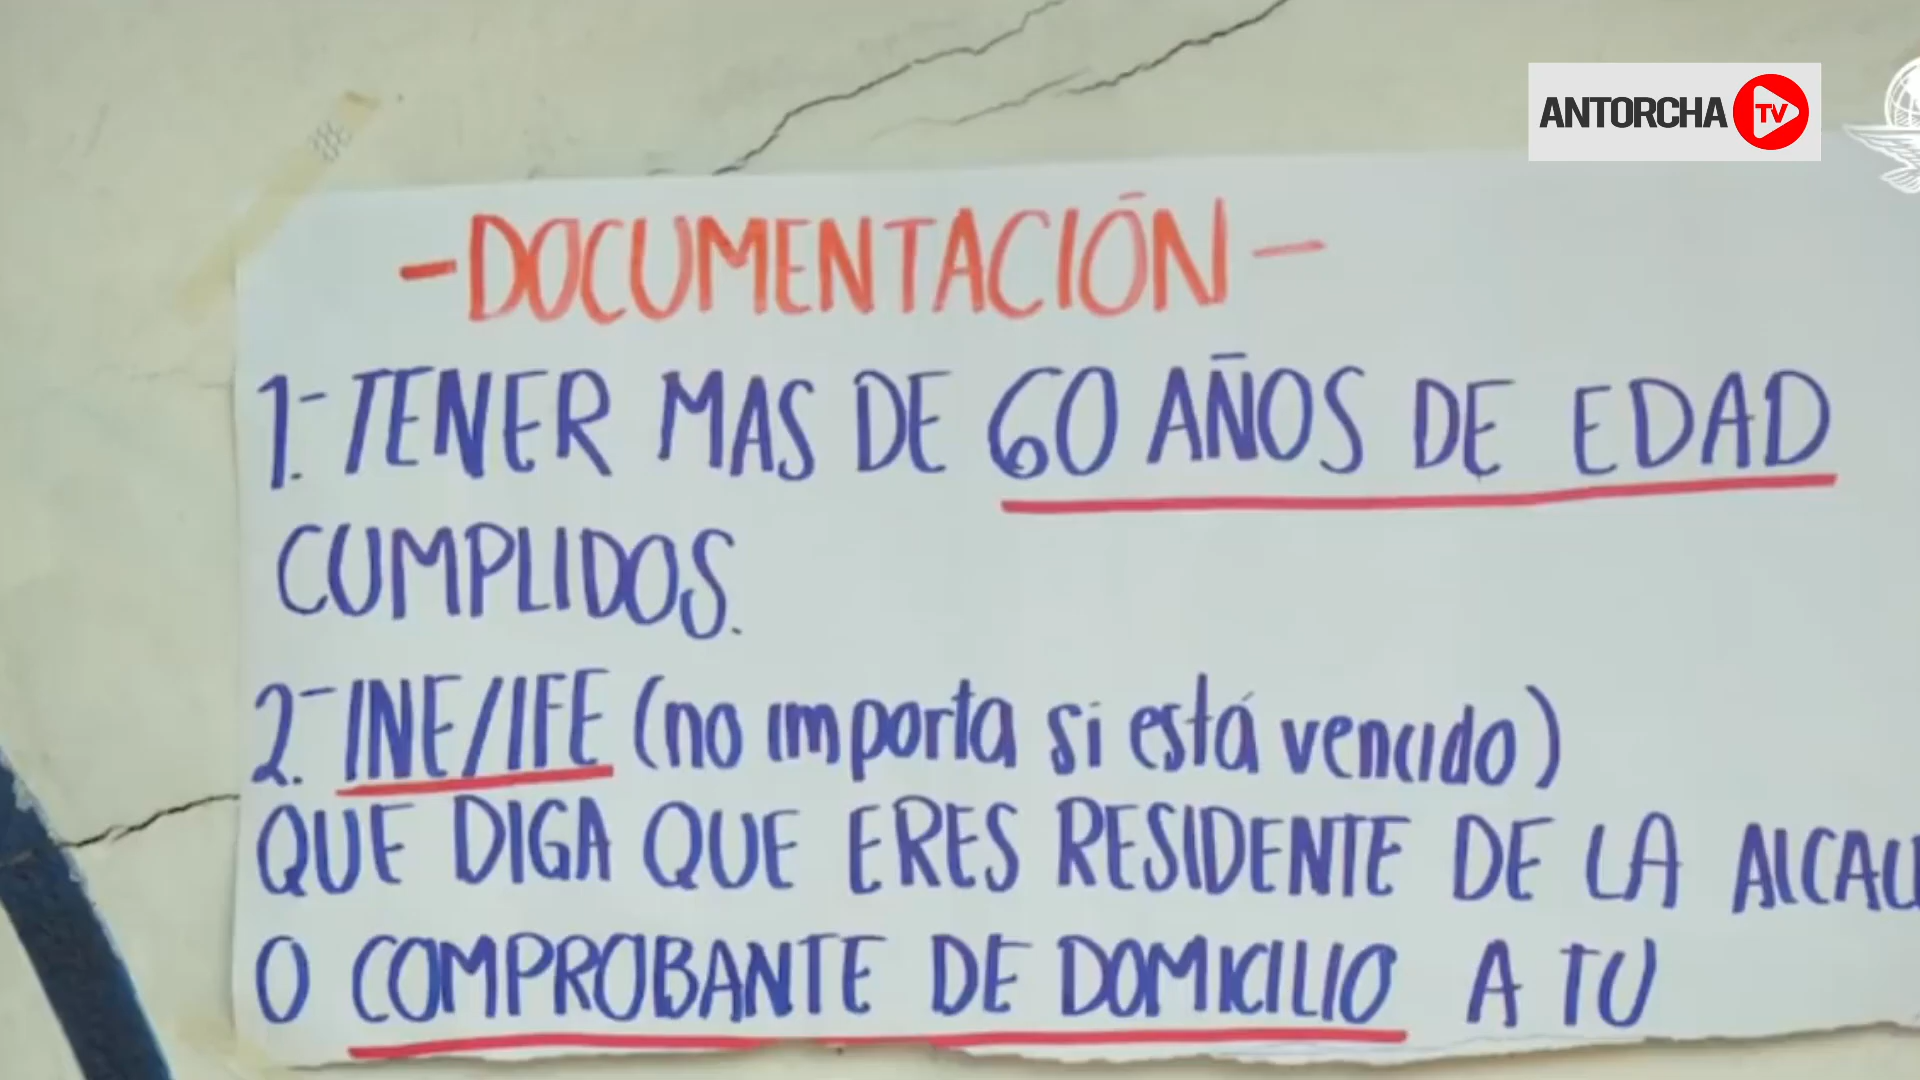 ANTORCHA TV
-DOCUMENTACIÓN-
1.- TENER MAS DE 60 AÑOS DE EDAD
CUMPLIDOS.
2.- INE/IFE (no importa si está vencido)
QUE DIGA QUE ERES RESIDENTE DE LA
O COMPROBANTE DE DOMICILIO A TU